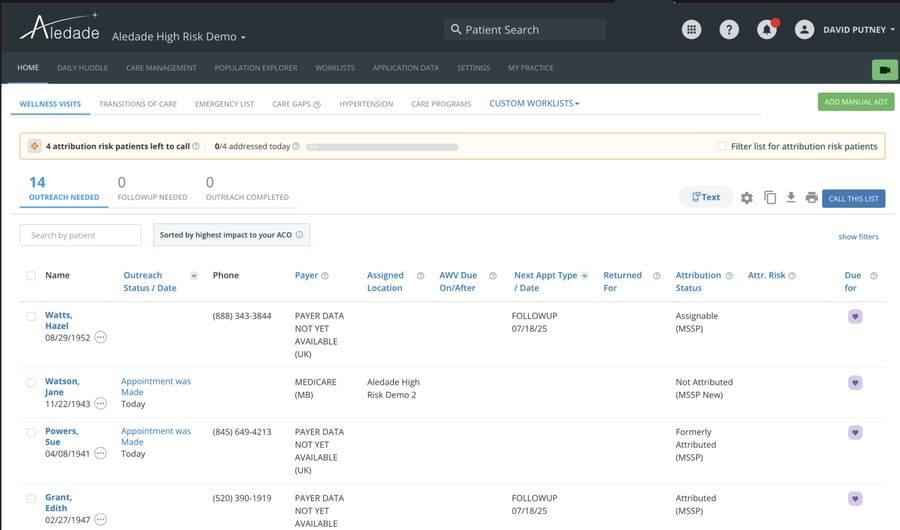 Aledade
Aledade High Risk Demo
Patient Search
?
DAVID PUTNEY
HOME
DAILY HUDDLE
CARE MANAGEMENT
POPULATION EXPLORER
WORKLISTS
APPLICATION DATA
SETTINGS
MY PRACTICE
WELLNESS VISITS
TRANSITIONS OF CARE
EMERGENCY LIST
CARE GAPS
HYPERTENSION
CARE PROGRAMS
CUSTOM WORKLISTS
ADD MANUAL ADT
4 attribution risk patients left to call
0/4 addressed today
Filter list for attribution risk patients
14
OUTREACH NEEDED
0
FOLLOWUP NEEDED
0
OUTREACH COMPLETED
Text
CALL THIS LIST
Search by patient
Sorted by highest impact to your ACO
show filters
Name
Outreach
Status / Date
Phone
Payer
Assigned
Location
AWV Due
On/After
Next Appt Type
/ Date
Returned
For
Attribution
Status
Attr. Risk
Due
for
Watts,
Hazel
08/29/1952
(888) 343-3844
PAYER DATA
NOT YET
AVAILABLE
(UK)
FOLLOWUP
07/18/25
Assignable
(MSSP)
Watson,
Jane
11/22/1943
Appointment was
Made
Today
MEDICARE
(MB)
Aledade High
Risk Demo 2
Not Attributed
(MSSP New)
Powers,
Sue
04/08/1941
Appointment was
Made
Today
(845) 649-4213
PAYER DATA
NOT YET
AVAILABLE
(UK)
Formerly
Attributed
(MSSP)
Grant,
Edith
02/27/1947
(520) 390-1919
PAYER DATA
NOT YET
AVAILABLE
FOLLOWUP
07/18/25
Attributed
(MSSP)